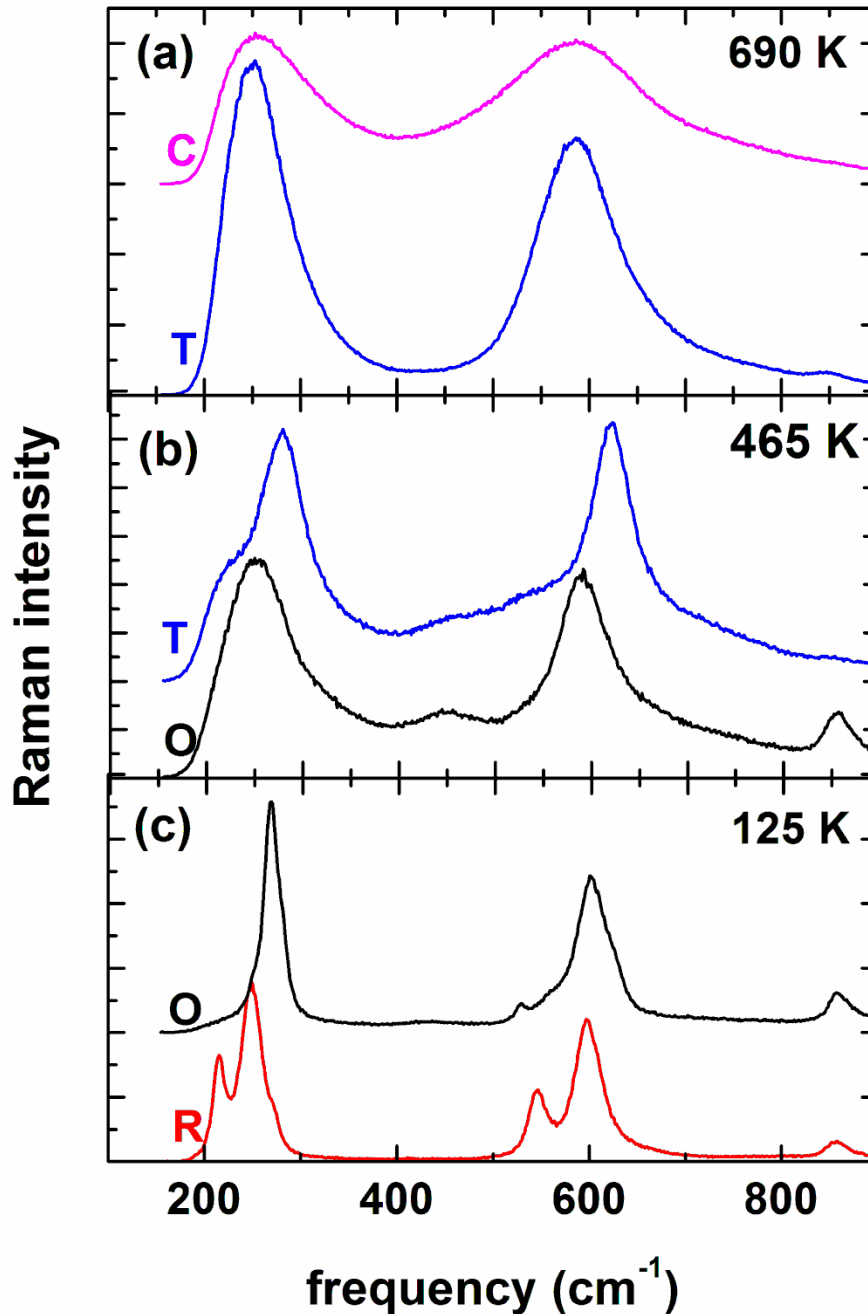 (a)
690 K
C
T
(b)
465 K
T
O
(c)
125 K
O
R
200 400 600 800
Raman intensity
frequency (cm⁻¹)